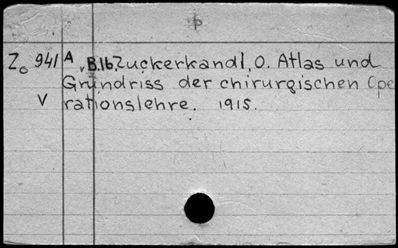 Zo 941 A, B.16, Zuckerkandl, O. Atlas und
Grundriss der chirurgischen Ope
V rationslehre. 1915.